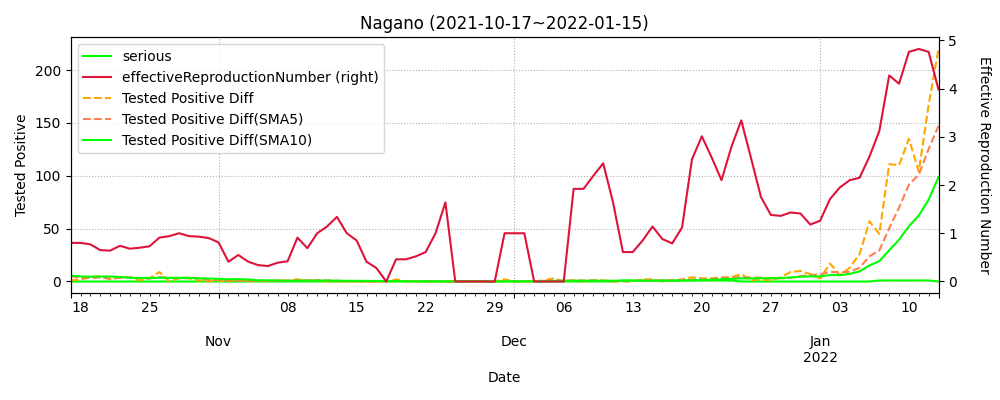 Nagano (2021-10-17~2022-01-15)
serious
effectiveReproductionNumber (right)
Tested Positive Diff
Tested Positive Diff(SMA5)
Tested Positive Diff(SMA10)
Tested Positive
200
150
100
50
0
5
4
3
2
1
0
Effective Reproduction Number
18 25 08 15 22 29 06 13 20 27 03 10
Nov Dec Jan
2022
Date